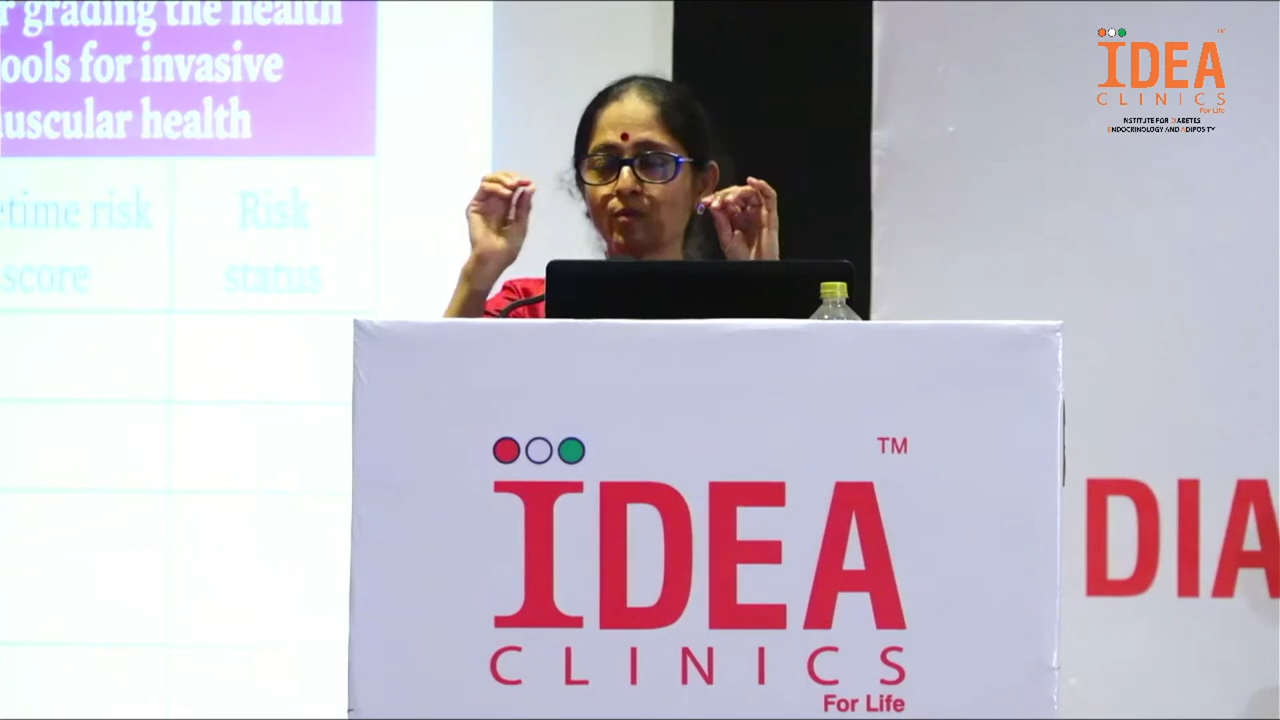 r grading the health
ools for invasive
uscular health
etime risk
score
Risk
status
IDEA
CLINICS
For Life
INSTITUTE FOR DIABETES
ENDOCRINOLOGY AND ADIPOSITY
TM
IDEA
CLINICS
For Life
DIA